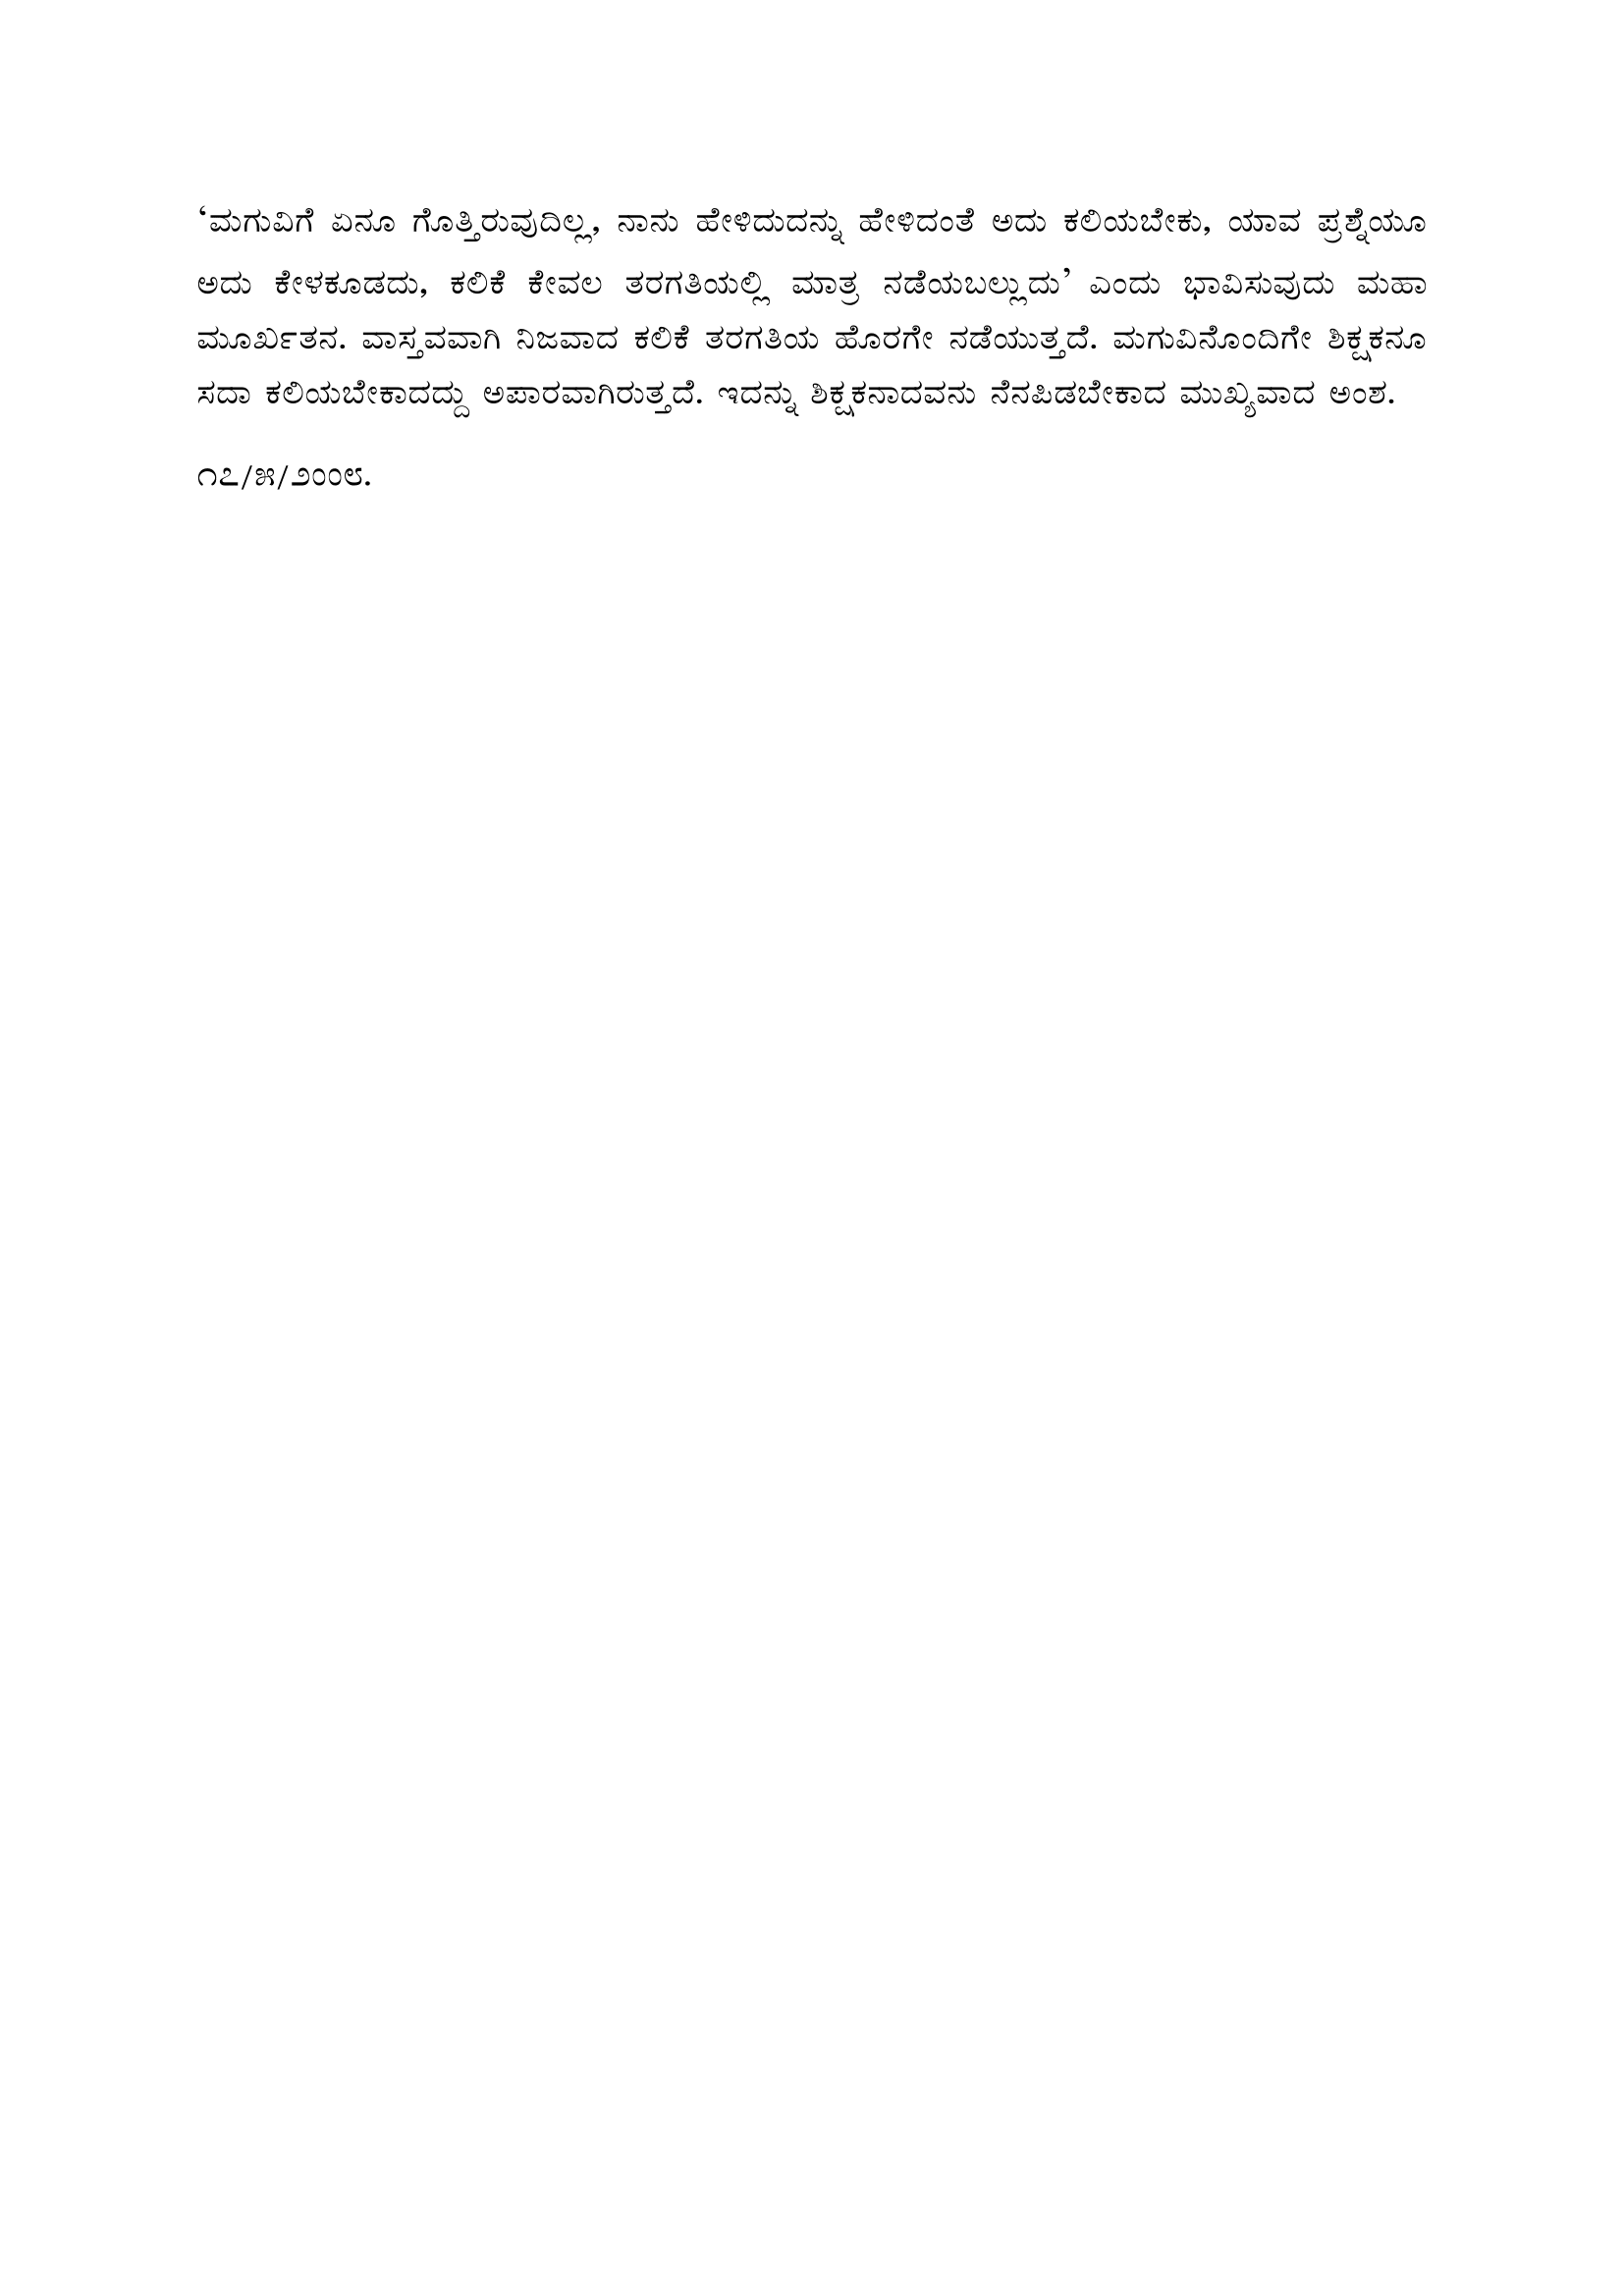 ‘ಮಗುವಿಗೆ ಏನೂ ಗೊತ್ತಿರುವುದಿಲ್ಲ, ನಾನು ಹೇಳಿದುದನ್ನು ಹೇಳಿದಂತೆ ಅದು ಕಲಿಯಬೇಕು, ಯಾವ ಪ್ರಶ್ನೆಯೂ
ಅದು ಕೇಳಕೂಡದು, ಕಲಿಕೆ ಕೇವಲ ತರಗತಿಯಲ್ಲಿ ಮಾತ್ರ ನಡೆಯಬಲ್ಲುದು’ ಎಂದು ಭಾವಿಸುವುದು ಮಹಾ
ಮೂರ್ಖತನ. ವಾಸ್ತವವಾಗಿ ನಿಜವಾದ ಕಲಿಕೆ ತರಗತಿಯ ಹೊರಗೇ ನಡೆಯುತ್ತದೆ. ಮಗುವಿನೊಂದಿಗೇ ಶಿಕ್ಷಕನೂ
ಸದಾ ಕಲಿಯಬೇಕಾದದ್ದು ಅಪಾರವಾಗಿರುತ್ತದೆ. ಇದನ್ನು ಶಿಕ್ಷಕನಾದವನು ನೆನಪಿಡಬೇಕಾದ ಮುಖ್ಯವಾದ ಅಂಶ.
೧೭/೫/೨೦೦೮.